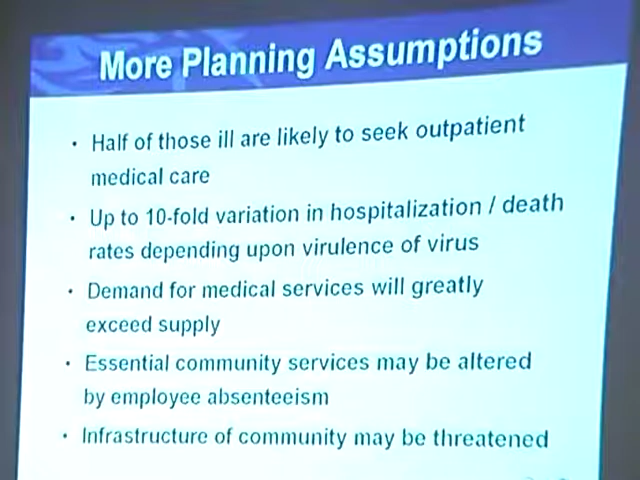 More Planning Assumptions
• Half of those ill are likely to seek outpatient
medical care
• Up to 10-fold variation in hospitalization / death
rates depending upon virulence of virus
• Demand for medical services will greatly
exceed supply
• Essential community services may be altered
by employee absenteeism
• Infrastructure of community may be threatened